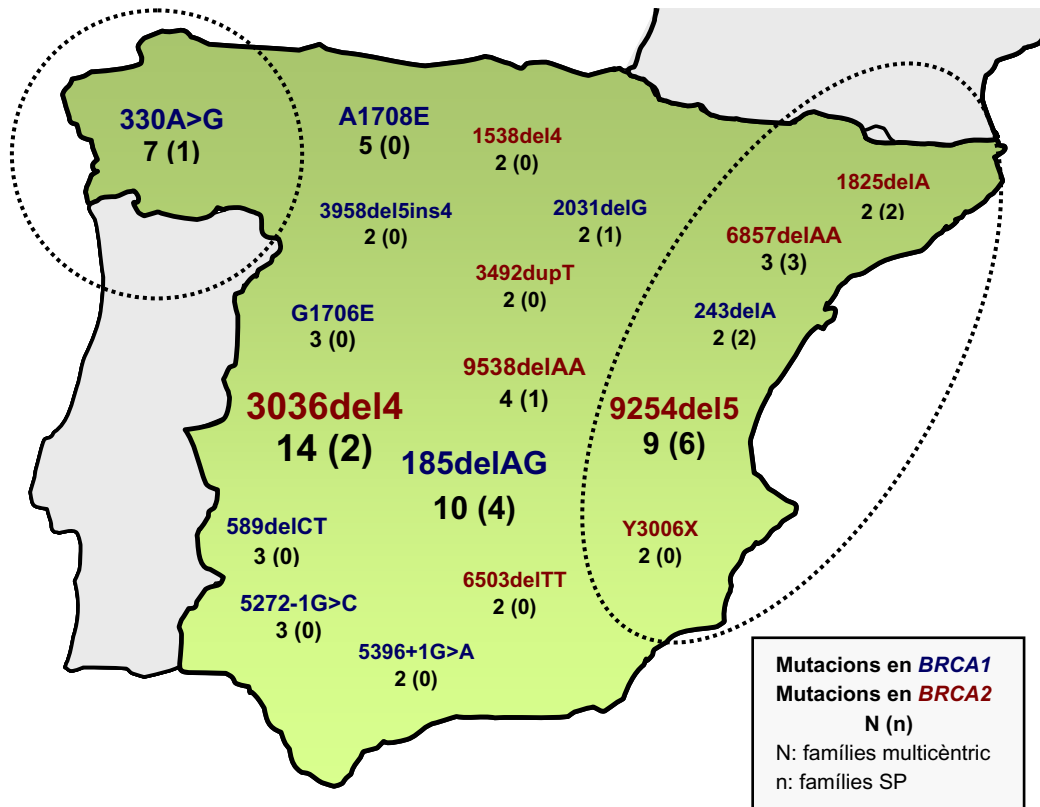 330A>G
7 (1)
A1708E
5 (0)
1538del4
2 (0)
1825delA
2 (2)
3958del5ins4
2 (0)
2031delG
2 (1)
6857delAA
3 (3)
3492dupT
2 (0)
G1706E
3 (0)
243delA
2 (2)
9538delAA
4 (1)
3036del4
14 (2)
9254del5
9 (6)
185delAG
10 (4)
589delCT
3 (0)
Y3006X
2 (0)
6503delTT
2 (0)
5272-1G>C
3 (0)
5396+1G>A
2 (0)
Mutacions en BRCA1
Mutacions en BRCA2
N (n)
N: famílies multicèntric
n: famílies SP